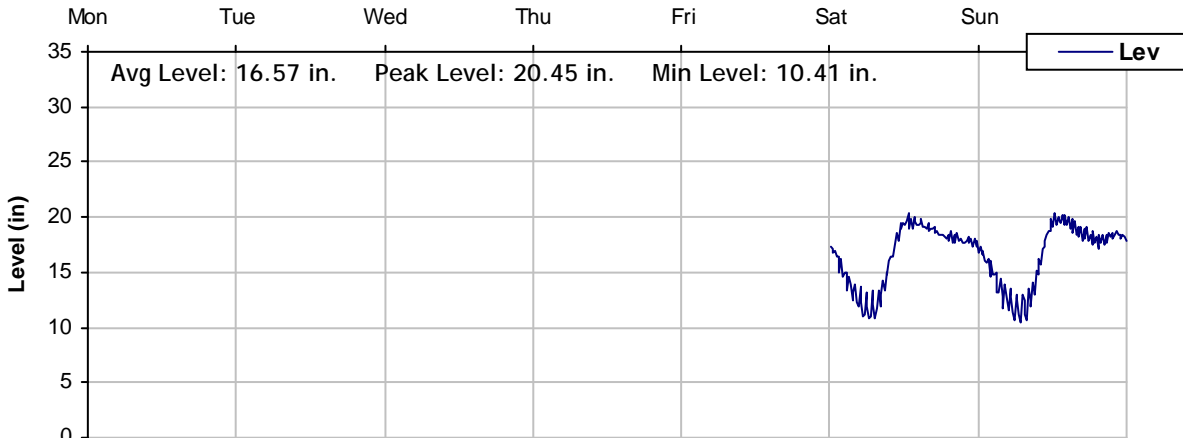 Mon Tue Wed Thu Fri Sat Sun
Lev
Avg Level: 16.57 in. Peak Level: 20.45 in. Min Level: 10.41 in.
35
30
25
20
15
10
5
0
Level (in)